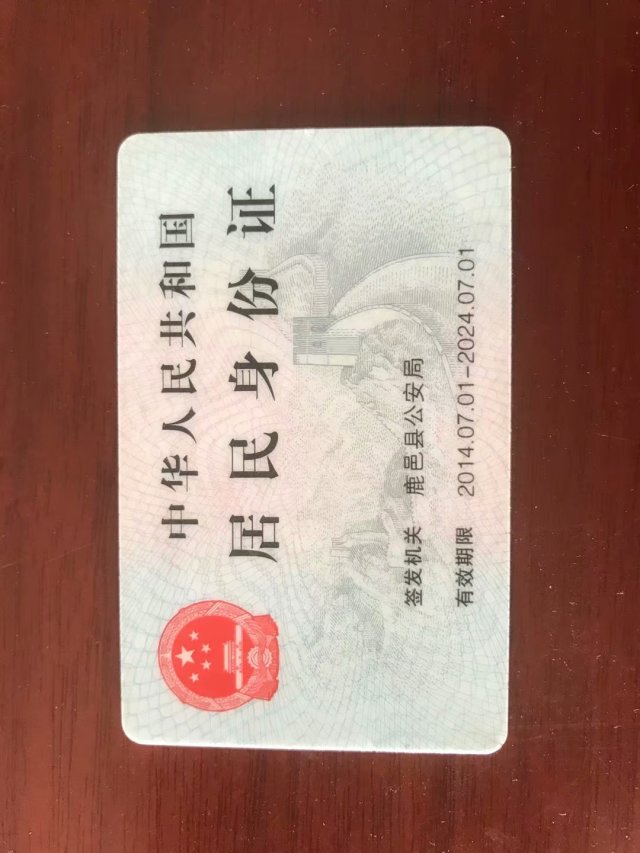 中华人民共和国
居民身份证
签发机关 鹿邑县公安局
有效期限 2014.07.01-2024.07.01